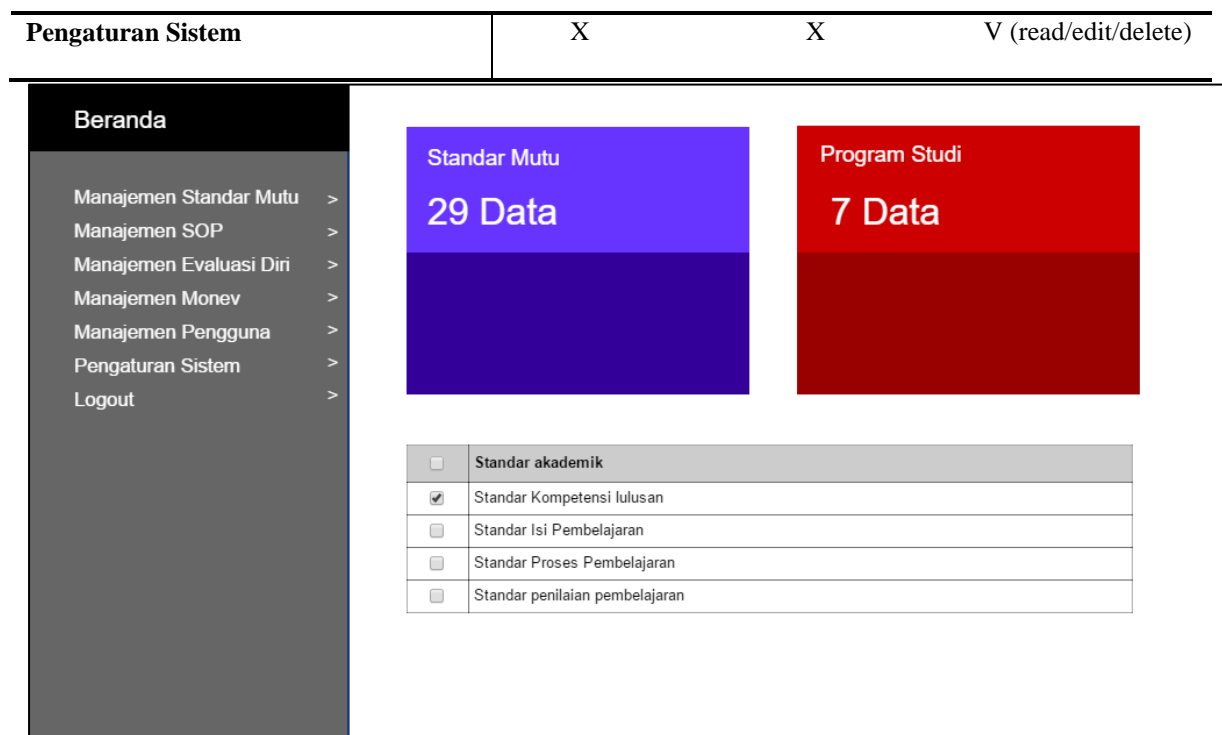 Pengaturan Sistem X X V (read/edit/delete)
Beranda
Manajemen Standar Mutu >
Manajemen SOP >
Manajemen Evaluasi Diri >
Manajemen Monev >
Manajemen Pengguna >
Pengaturan Sistem >
Logout >
Standar Mutu
29 Data
Program Studi
7 Data
Standar akademik
Standar Kompetensi lulusan
Standar Isi Pembelajaran
Standar Proses Pembelajaran
Standar penilaian pembelajaran